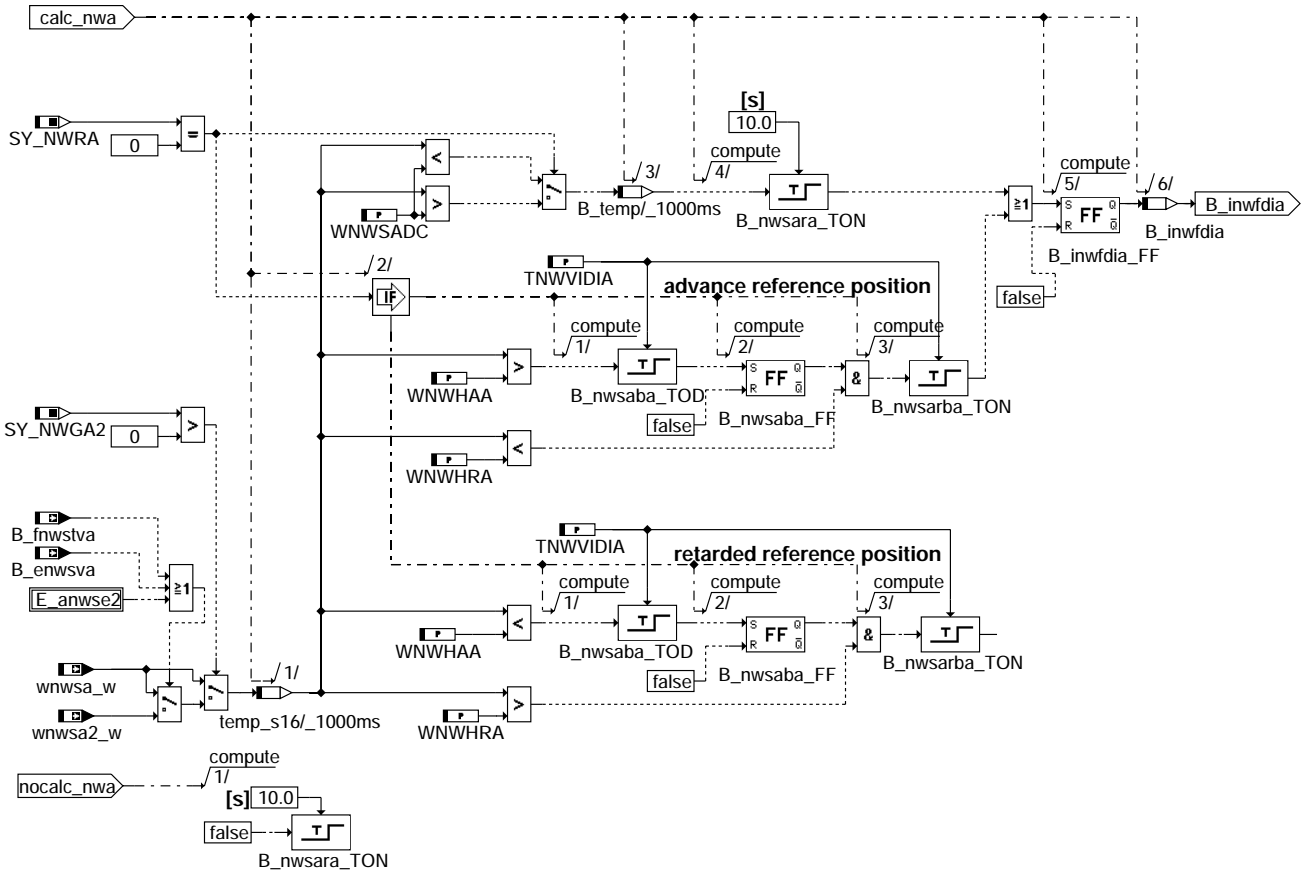 calc_nwa
SY_NWRA
0
=
<
>
WNWSADC
3/
B_temp/_1000ms
compute
4/
[s]
10.0
T
B_nwsara_TON
≥1
compute
5/
S Q
FF
R Q
B_inwfdia_FF
false
6/
B_inwfdia
B_inwfdia
2/
IF
TNWVIDIA
advance reference position
compute
1/
>
WNWHAA
T
B_nwsaba_TOD
compute
2/
S Q
FF
R Q
B_nwsaba_FF
false
&
compute
3/
T
B_nwsarba_TON
<
WNWHRA
SY_NWGA2
0
>
B_fnwstva
B_enwsva
E_anwse2
≥1
wnwsa_w
wnwsa2_w
1/
temp_s16/_1000ms
TNWVIDIA
retarded reference position
compute
1/
<
WNWHAA
T
B_nwsaba_TOD
compute
2/
S Q
FF
R Q
B_nwsaba_FF
false
&
compute
3/
T
B_nwsarba_TON
>
WNWHRA
nocalc_nwa
compute
1/
[s]
10.0
false
T
B_nwsara_TON